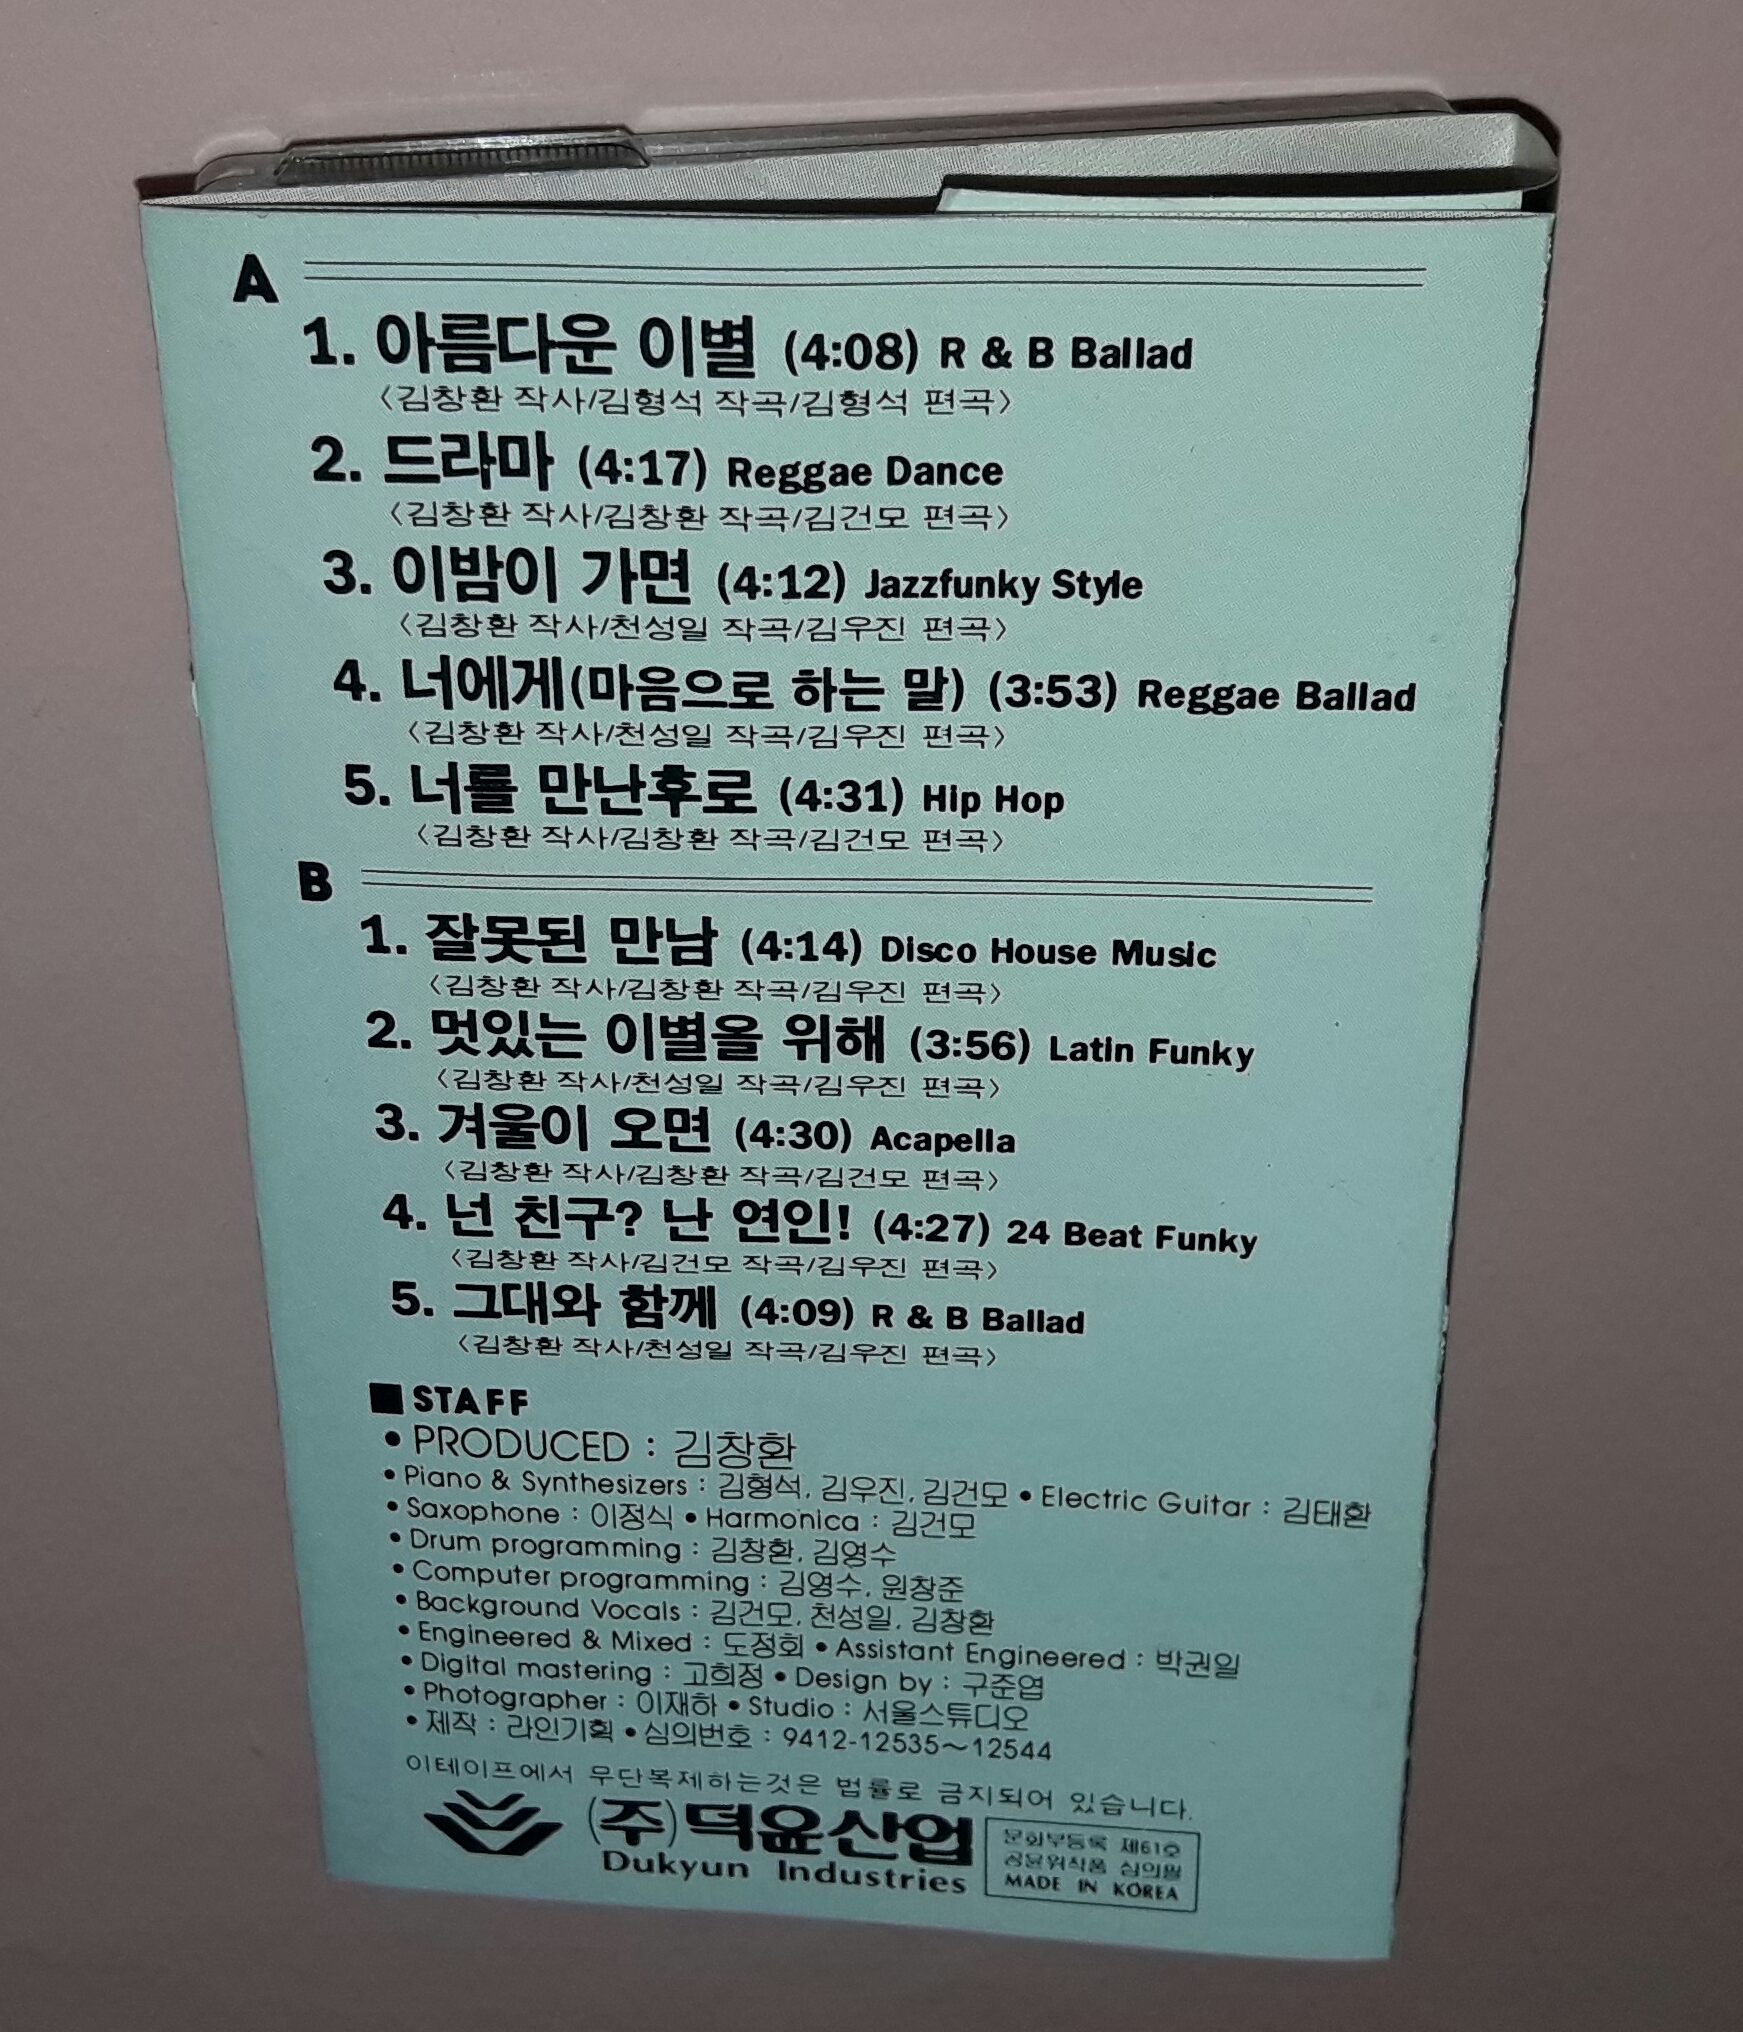 A
1. 아름다운 이별 (4:08) R & B Ballad
〈김창환 작사/김형석 작곡/김형석 편곡〉
2. 드라마 (4:17) Reggae Dance
〈김창환 작사/김창환 작곡/김건모 편곡〉
3. 이밤이 가면 (4:12) Jazzfunky Style
〈김창환 작사/천성일 작곡/김우진 편곡〉
4. 너에게(마음으로 하는 말) (3:53) Reggae Ballad
〈김창환 작사/천성일 작곡/김우진 편곡〉
5. 너를 만난후로 (4:31) Hip Hop
〈김창환 작사/김창환 작곡/김건모 편곡〉
B
1. 잘못된 만남 (4:14) Disco House Music
〈김창환 작사/김창환 작곡/김우진 편곡〉
2. 멋있는 이별을 위해 (3:56) Latin Funky
〈김창환 작사/천성일 작곡/김우진 편곡〉
3. 겨울이 오면 (4:30) Acapella
〈김창환 작사/김창환 작곡/김건모 편곡〉
4. 넌 친구? 난 연인! (4:27) 24 Beat Funky
〈김창환 작사/김건모 작곡/김우진 편곡〉
5. 그대와 함께 (4:09) R & B Ballad
〈김창환 작사/천성일 작곡/김우진 편곡〉
■ STAFF
• PRODUCED : 김창환
• Piano & Synthesizers : 김형석, 김우진, 김건모 • Electric Guitar : 김태환
• Saxophone : 이정식 • Harmonica : 김건모
• Drum programming : 김창환, 김영수
• Computer programming : 김영수, 원창준
• Background Vocals : 김건모, 천성일, 김창환
• Engineered & Mixed : 도정회 • Assistant Engineered : 박권일
• Digital mastering : 고희정 • Design by : 구준엽
• Photographer : 이재하 • Studio : 서울스튜디오
• 제작 : 라인기획 • 심의번호 : 9412-12535~12544
이테이프에서 무단복제하는것은 법률로 금지되어 있습니다.
(주)덕윤산업
Dukyun Industries
문화부등록 제61호
공윤위작품 심의필
MADE IN KOREA